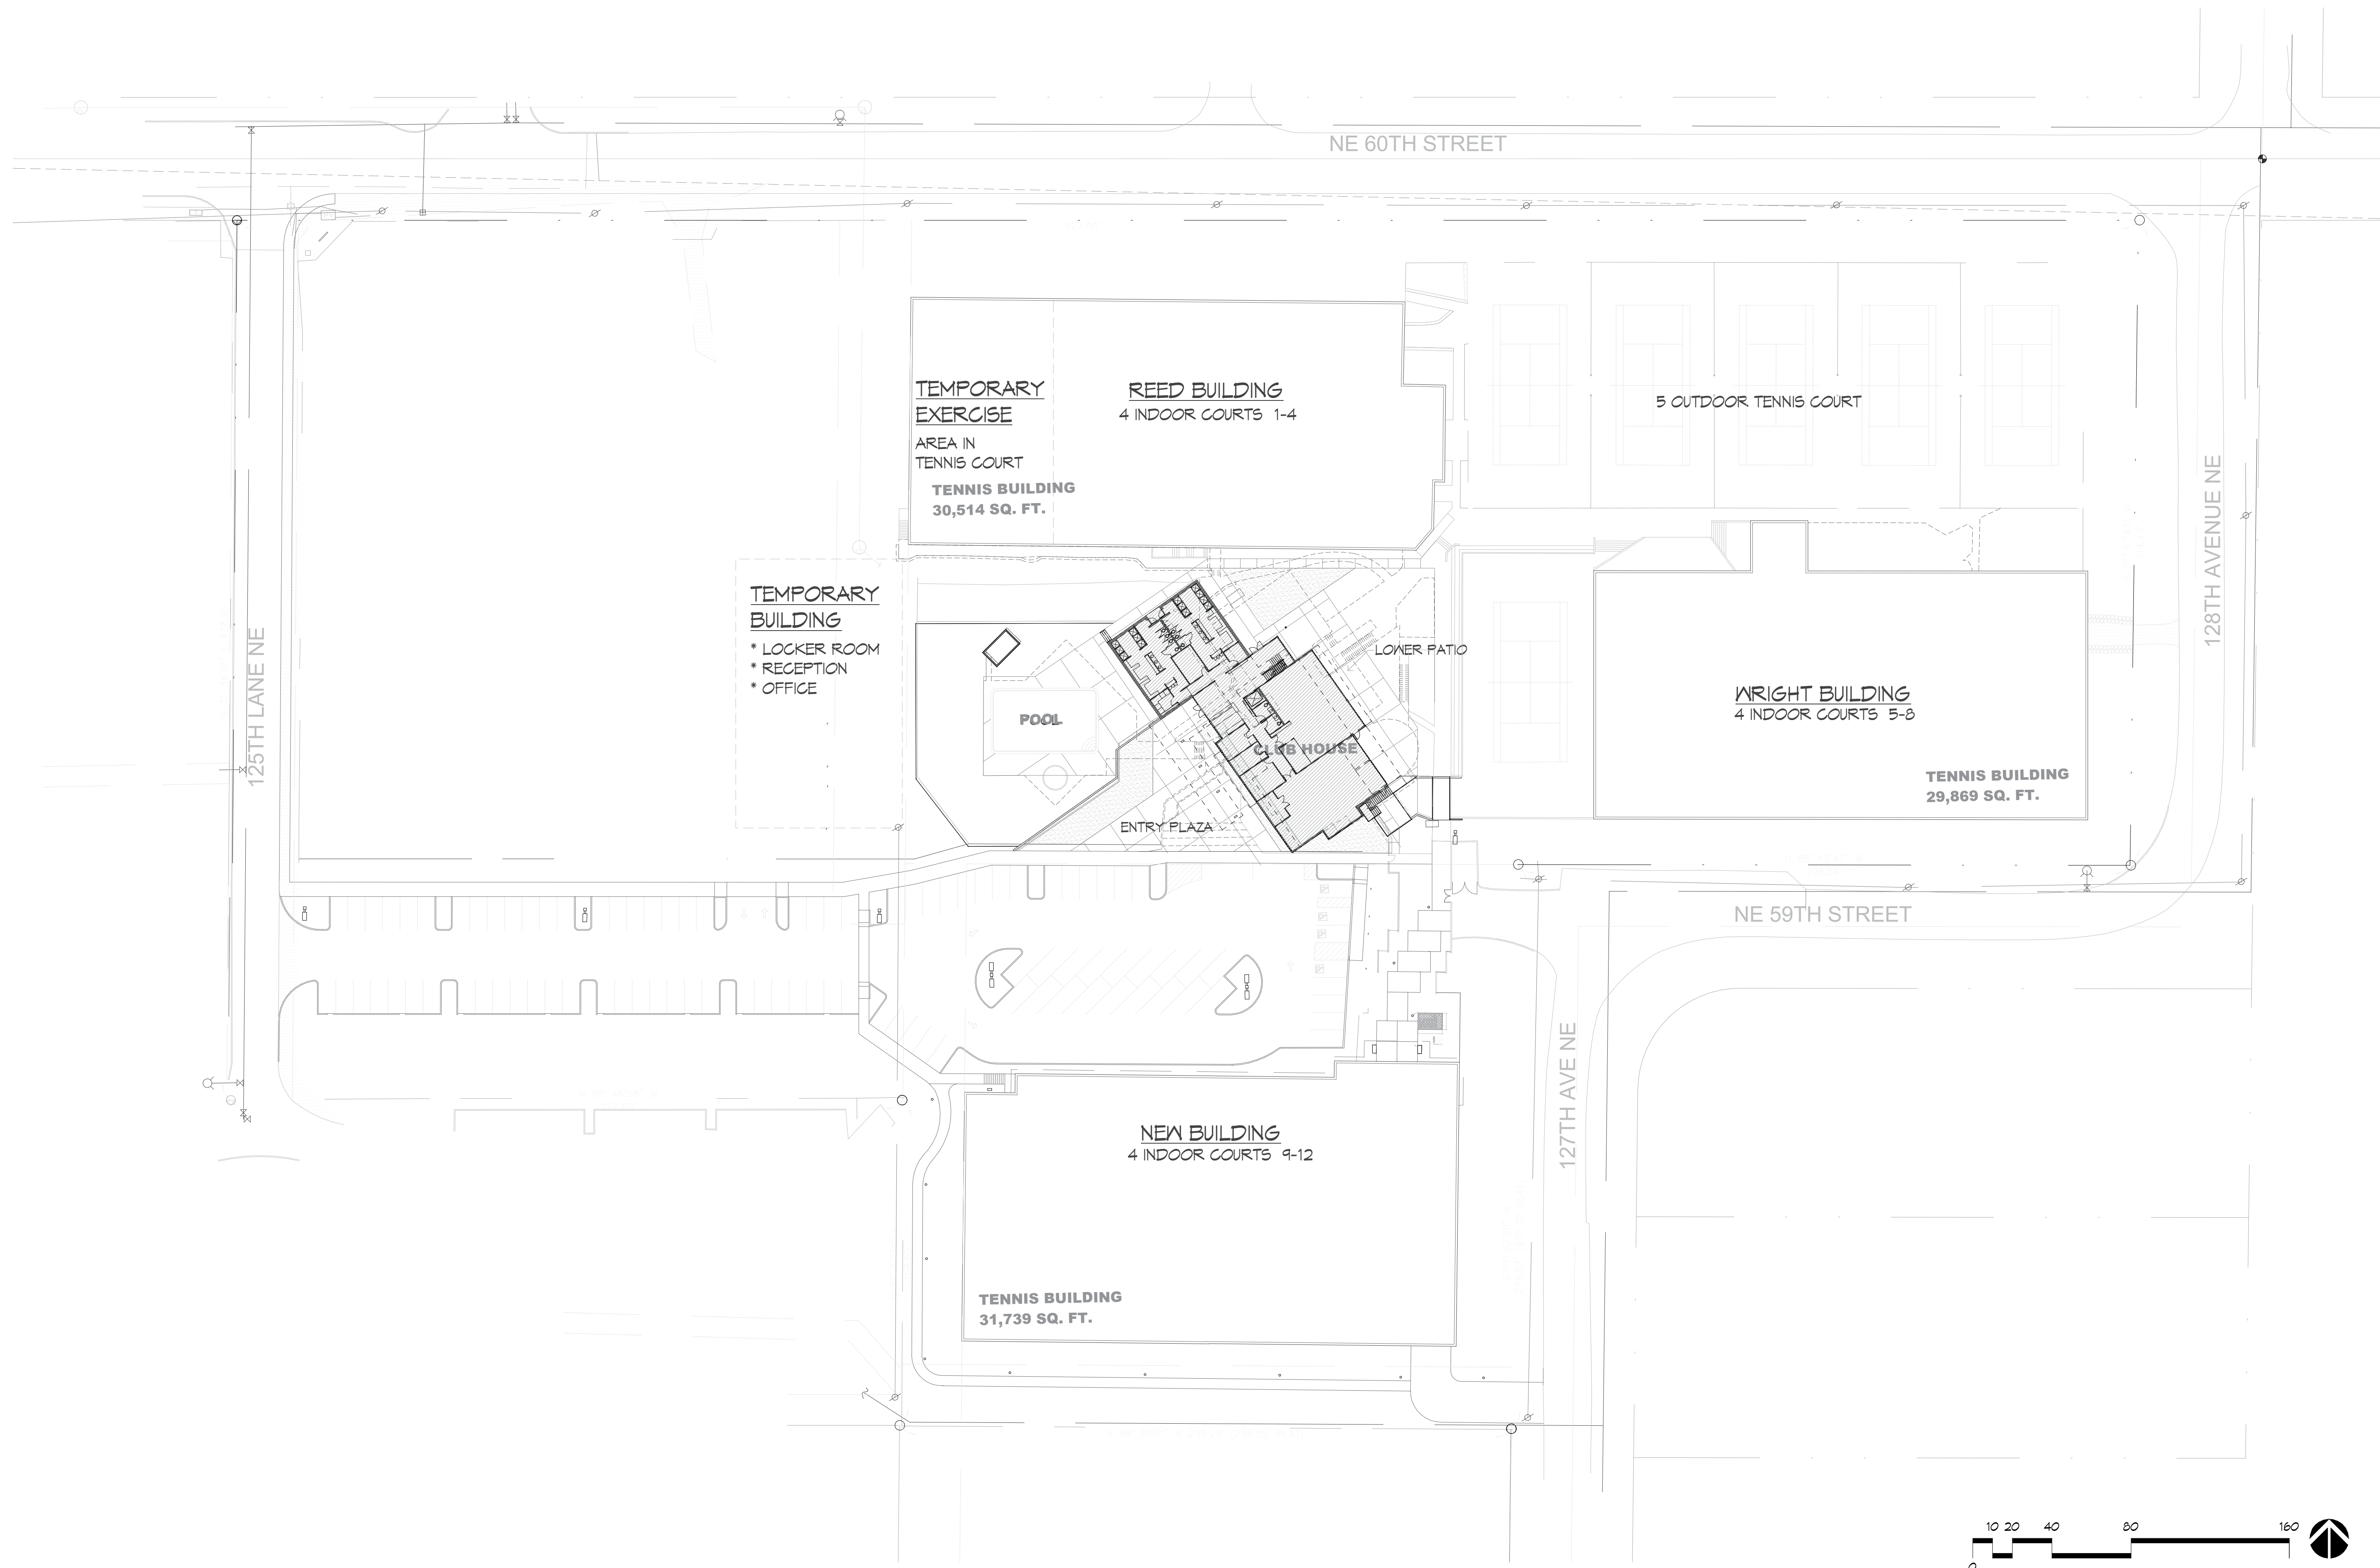 NE 60TH STREET
TEMPORARY
EXERCISE
AREA IN
TENNIS COURT
TENNIS BUILDING
30,514 SQ. FT.
REED BUILDING
4 INDOOR COURTS 1-4
5 OUTDOOR TENNIS COURT
128TH AVENUE NE
125TH LANE NE
TEMPORARY
BUILDING
* LOCKER ROOM
* RECEPTION
* OFFICE
POOL
LOWER PATIO
CLUB HOUSE
ENTRY PLAZA
WRIGHT BUILDING
4 INDOOR COURTS 5-8
TENNIS BUILDING
29,869 SQ. FT.
NE 59TH STREET
127TH AVE NE
NEW BUILDING
4 INDOOR COURTS 9-12
TENNIS BUILDING
31,739 SQ. FT.
10 20 40 80 160
0